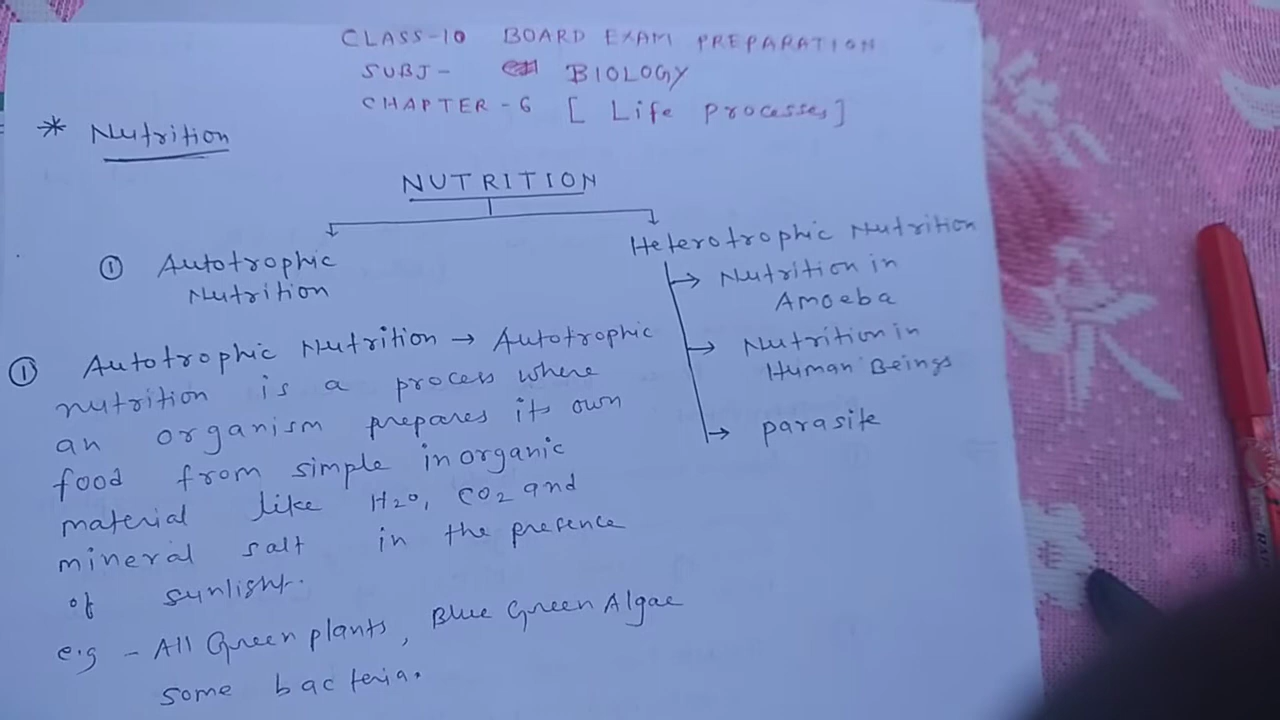 CLASS-10 BOARD EXAM PREPARATION
SUBJ - BIOLOGY
CHAPTER - 6 [ Life Processes ]
* Nutrition
NUTRITION
① Autotrophic
Nutrition
Heterotrophic Nutrition
→ Nutrition in
Amoeba
→ Nutrition in
Human Beings
→ parasite
① Autotrophic Nutrition → Autotrophic
nutrition is a process where
an organism prepares its own
food from simple inorganic
material like H2O, CO2 and
mineral salt in the presence
of sunlight.
e.g - All Green plants, Blue Green Algae
some bacteria.